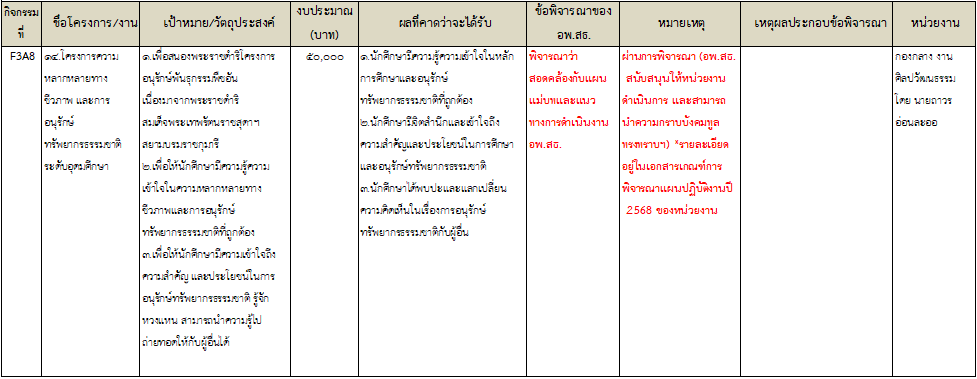 กิจกรรมที่
ชื่อโครงการ/งาน
เป้าหมาย/วัตถุประสงค์
งบประมาณ
(บาท)
ผลที่คาดว่าจะได้รับ
ข้อพิจารณาของ
อพ.สธ.
หมายเหตุ
เหตุผลประกอบข้อพิจารณา
หน่วยงาน
F3A8
๑๔.โครงการความ
หลากหลายทาง
ชีวภาพ และการ
อนุรักษ์
ทรัพยากรธรรมชาติ
ระดับอุดมศึกษา
๑.เพื่อสนองพระราชดำริโครงการ
อนุรักษ์พันธุกรรมพืชอัน
เนื่องมาจากพระราชดำริ
สมเด็จพระเทพรัตนราชสุดาฯ
สยามบรมราชกุมารี
๒.เพื่อให้นักศึกษามีความรู้ความ
เข้าใจในความหลากหลายทาง
ชีวภาพและการอนุรักษ์
ทรัพยากรธรรมชาติที่ถูกต้อง
๓.เพื่อให้นักศึกษามีความเข้าใจถึง
ความสำคัญ และประโยชน์ในการ
อนุรักษ์ทรัพยากรธรรมชาติ รู้จัก
หวงแหน สามารถนำความรู้ไป
ถ่ายทอดให้กับผู้อื่นได้
๕๐,๐๐๐
๑.นักศึกษามีความรู้ความเข้าใจในหลัก
การศึกษาและอนุรักษ์
ทรัพยากรธรรมชาติที่ถูกต้อง
๒.นักศึกษามีจิตสำนึกและเข้าใจถึง
ความสำคัญและประโยชน์ในการศึกษา
และอนุรักษ์ทรัพยากรธรรมชาติ
๓.นักศึกษาได้พบปะและแลกเปลี่ยน
ความคิดเห็นในเรื่องการอนุรักษ์
ทรัพยากรธรรมชาติกับผู้อื่น
พิจารณาว่า
สอดคล้องกับแผน
แม่บทและแนว
ทางการดำเนินงาน
อพ.สธ.
ผ่านการพิจารณา (อพ.สธ.
สนับสนุนให้หน่วยงาน
ดำเนินการ และสามารถ
นำความกราบบังคมทูล
ทรงทราบฯ) *รายละเอียด
อยู่ในเอกสารเกณฑ์การ
พิจารณาแผนปฏิบัติงานปี
2568 ของหน่วยงาน
กองกลาง งาน
ศิลปวัฒนธรรม
โดย นายถาวร
อ่อนละออ